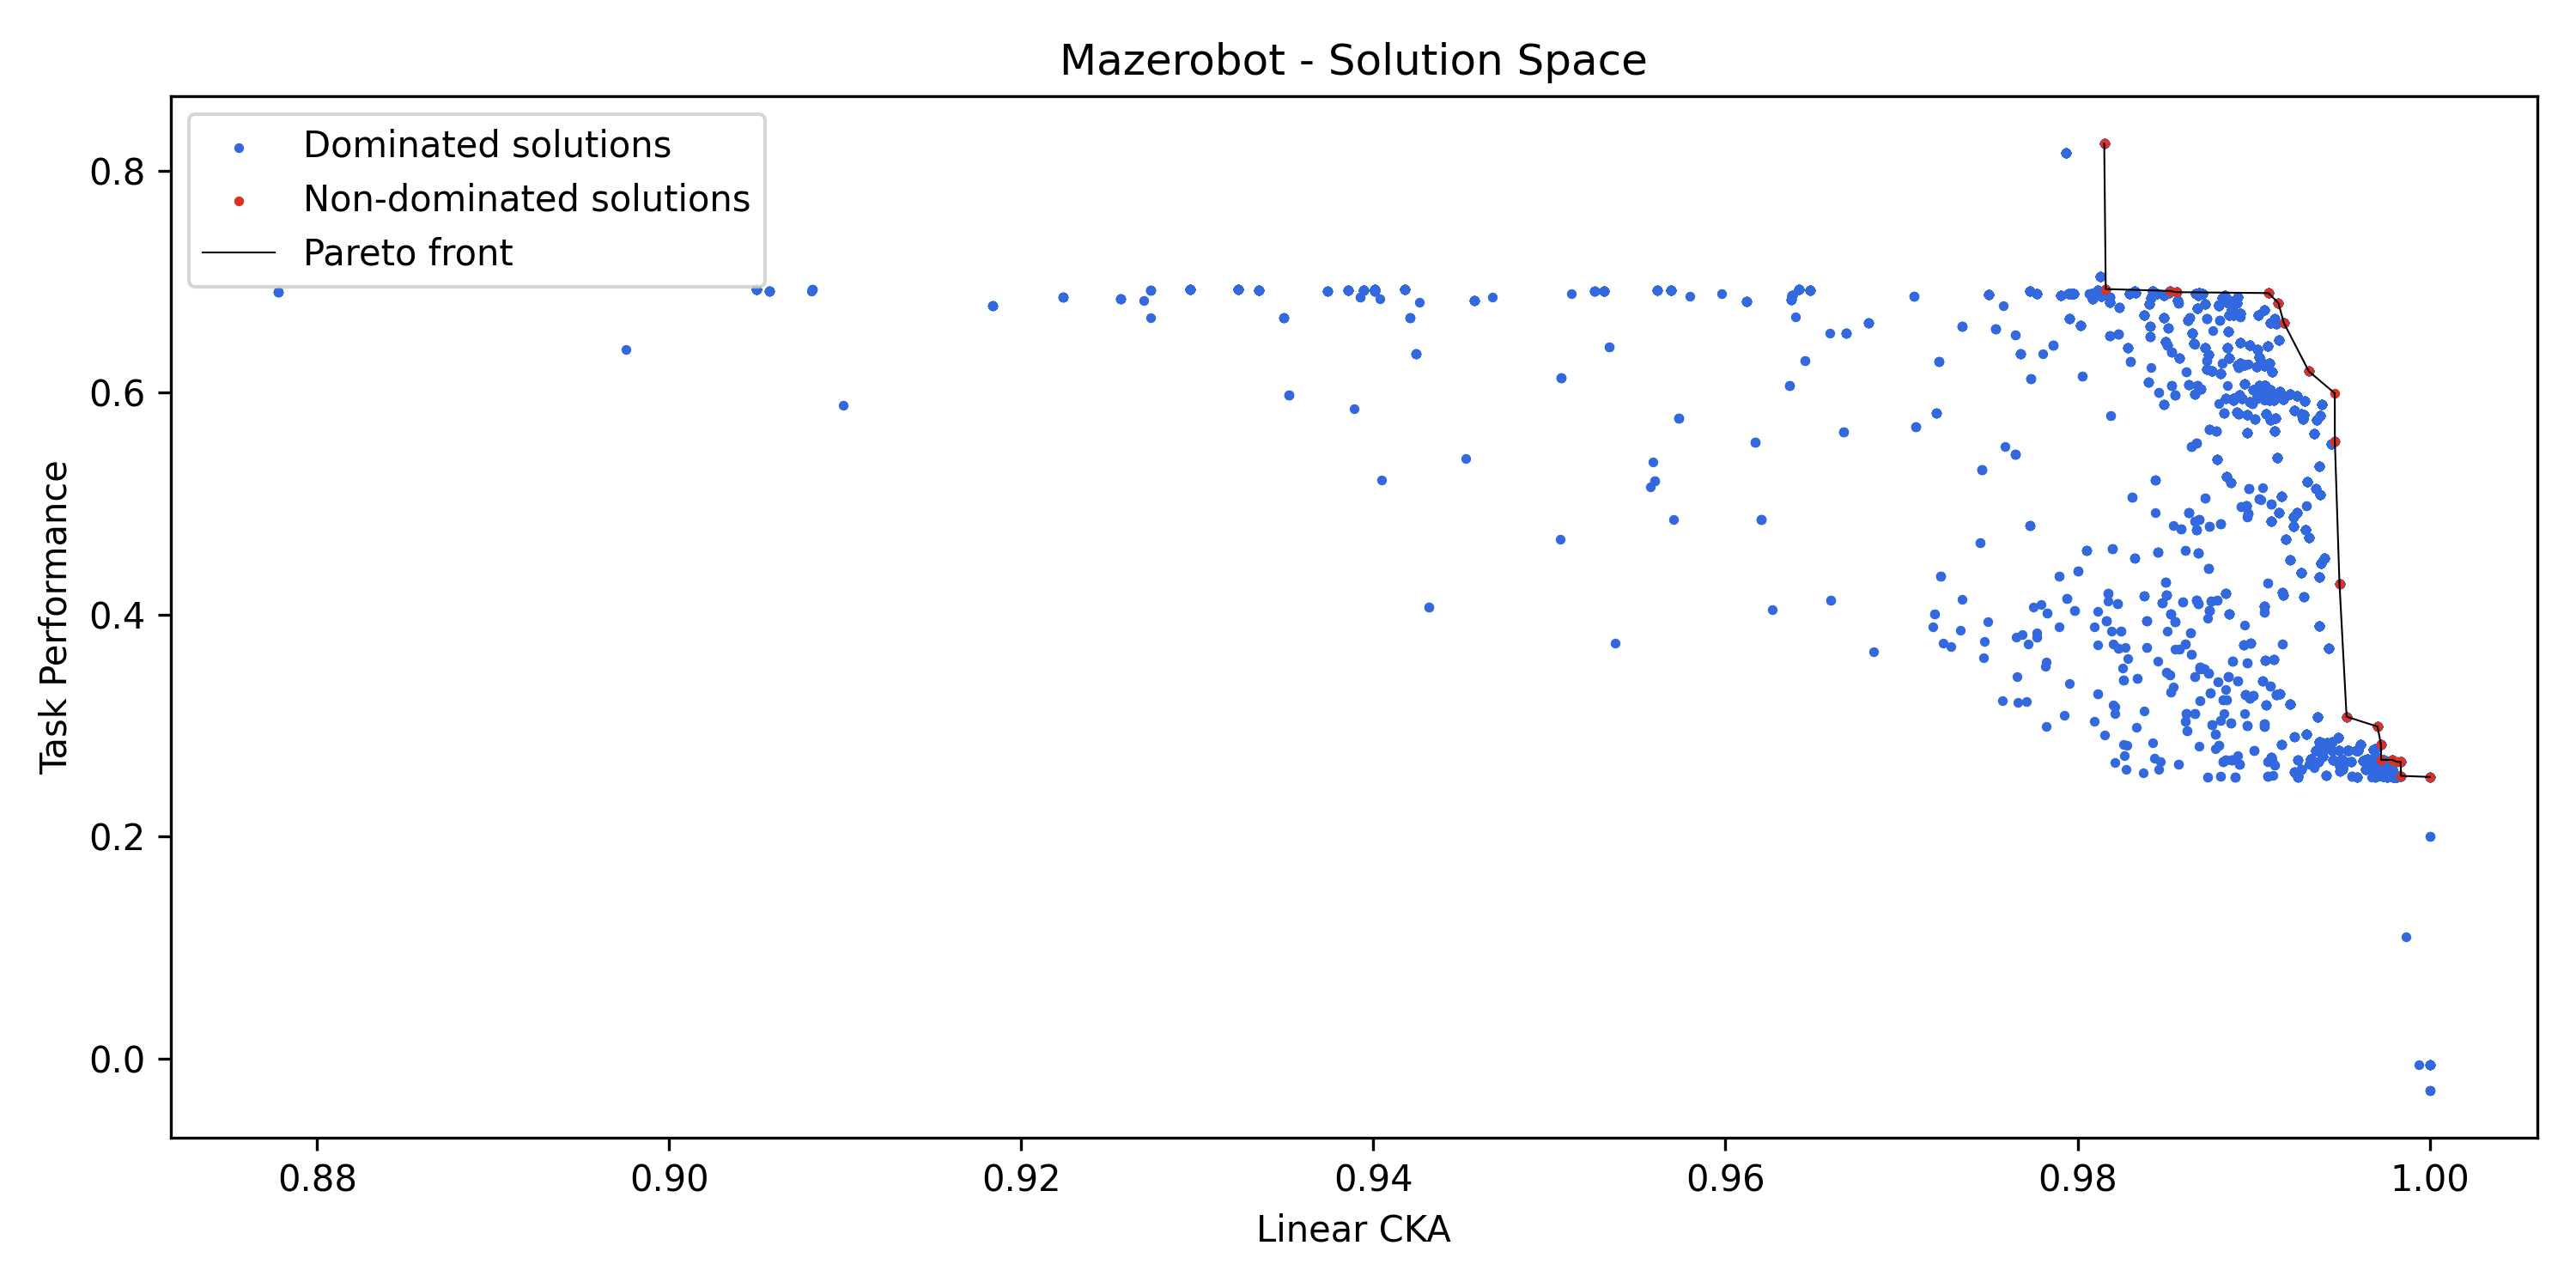 Mazerobot - Solution Space
Dominated solutions
Non-dominated solutions
Pareto front
Task Performance
0.8
0.6
0.4
0.2
0.0
0.88 0.90 0.92 0.94 0.96 0.98 1.00
Linear CKA